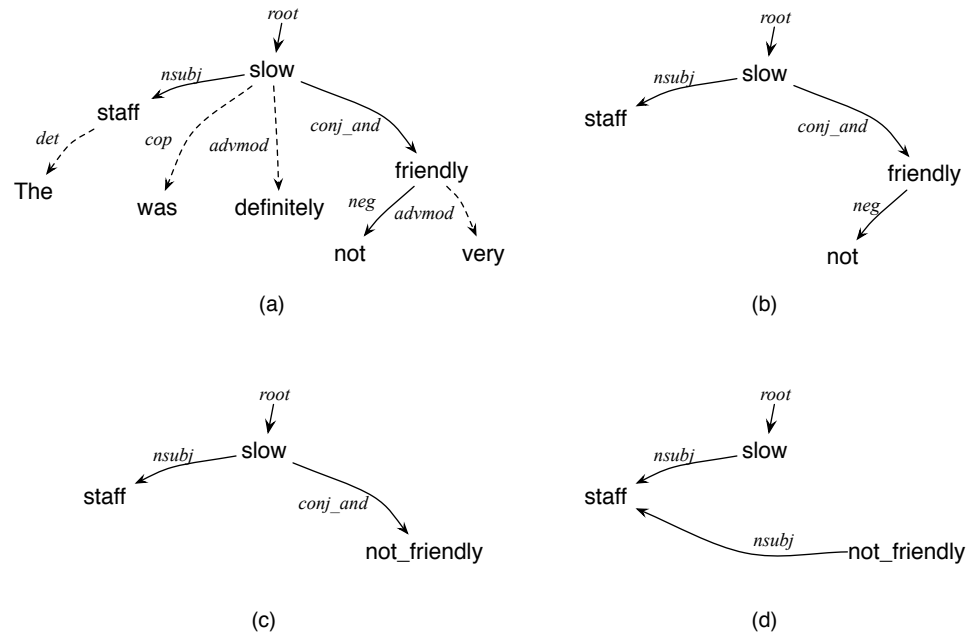 root
root
slow
slow
nsubj
nsubj
staff
staff
det
cop
advmod
conj_and
conj_and
friendly
friendly
The
was
definitely
neg
advmod
neg
not
very
not
(a)
(b)
root
root
slow
slow
nsubj
nsubj
staff
staff
conj_and
nsubj
not_friendly
not_friendly
(c)
(d)